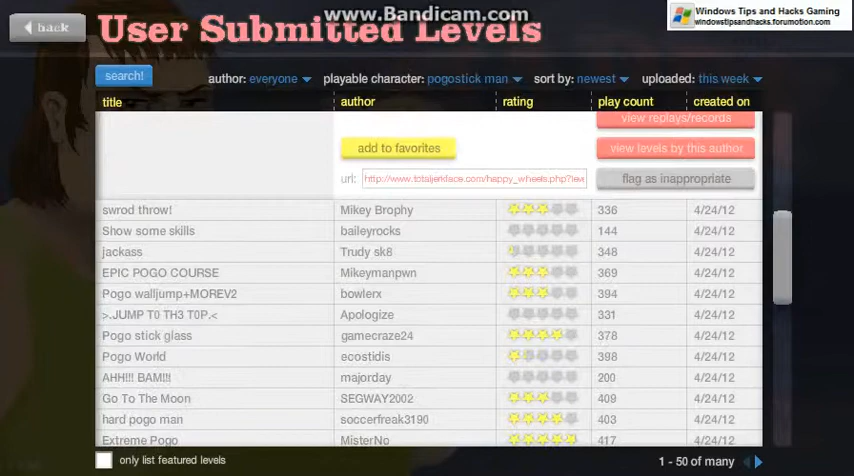 www.Bandicam.com
Windows Tips and Hacks Gaming
windowstipsandhacks.forumotion.com
back
User Submitted Levels
search!
author: everyone playable character: pogostick man sort by: newest uploaded: this week
title author rating play count created on
view replays/records
add to favorites view levels by this author
url: http://www.totaljerkface.com/happy_wheels.php?leve flag as inappropriate
swrod throw! Mikey Brophy 336 4/24/12
Show some skills baileyrocks 144 4/24/12
jackass Trudy sk8 348 4/24/12
EPIC POGO COURSE Mikeymanpwn 369 4/24/12
Pogo walljump+MOREV2 bowlerx 394 4/24/12
>.JUMP T0 TH3 T0P.< Apologize 331 4/24/12
Pogo stick glass gamecraze24 378 4/24/12
Pogo World ecostidis 398 4/24/12
AHH!!! BAM!!! majorday 200 4/24/12
Go To The Moon SEGWAY2002 409 4/24/12
hard pogo man soccerfreak3190 403 4/24/12
Extreme Pogo MisterNo 417 4/24/12
only list featured levels 1 - 50 of many